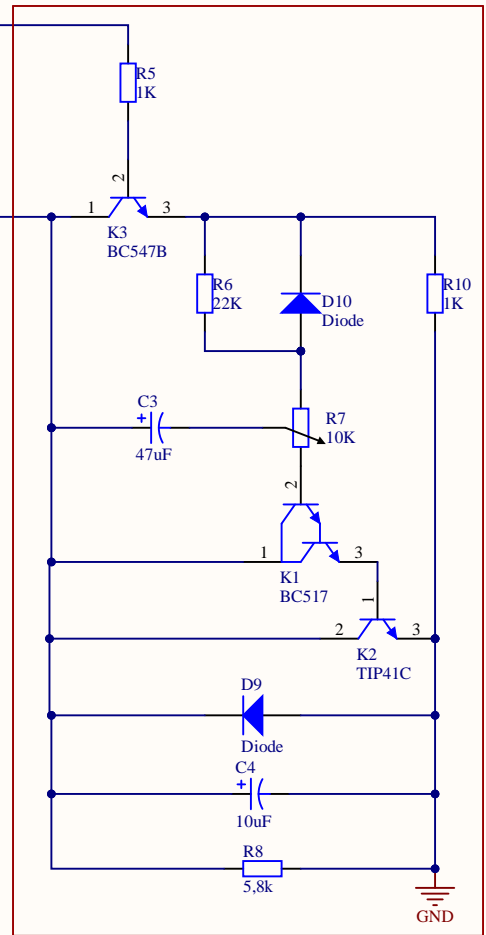 R5
1K
2
1
3
K3
BC547B
R6
22K
D10
Diode
R10
1K
C3
+
47uF
R7
10K
2
1
3
K1
BC517
1
2
3
K2
TIP41C
D9
Diode
C4
+
10uF
R8
5,8k
GND